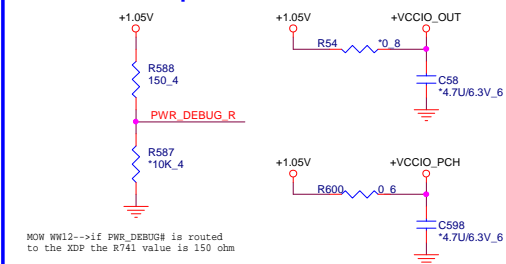 +1.05V
R588
150_4
PWR_DEBUG_R
R587
*10K_4
MOW WW12-->if PWR_DEBUG# is routed
to the XDP the R741 value is 150 ohm
+1.05V +VCCIO_OUT
R54 *0_8
C58
*4.7U/6.3V_6
+1.05V +VCCIO_PCH
R600 0_6
C598
*4.7U/6.3V_6